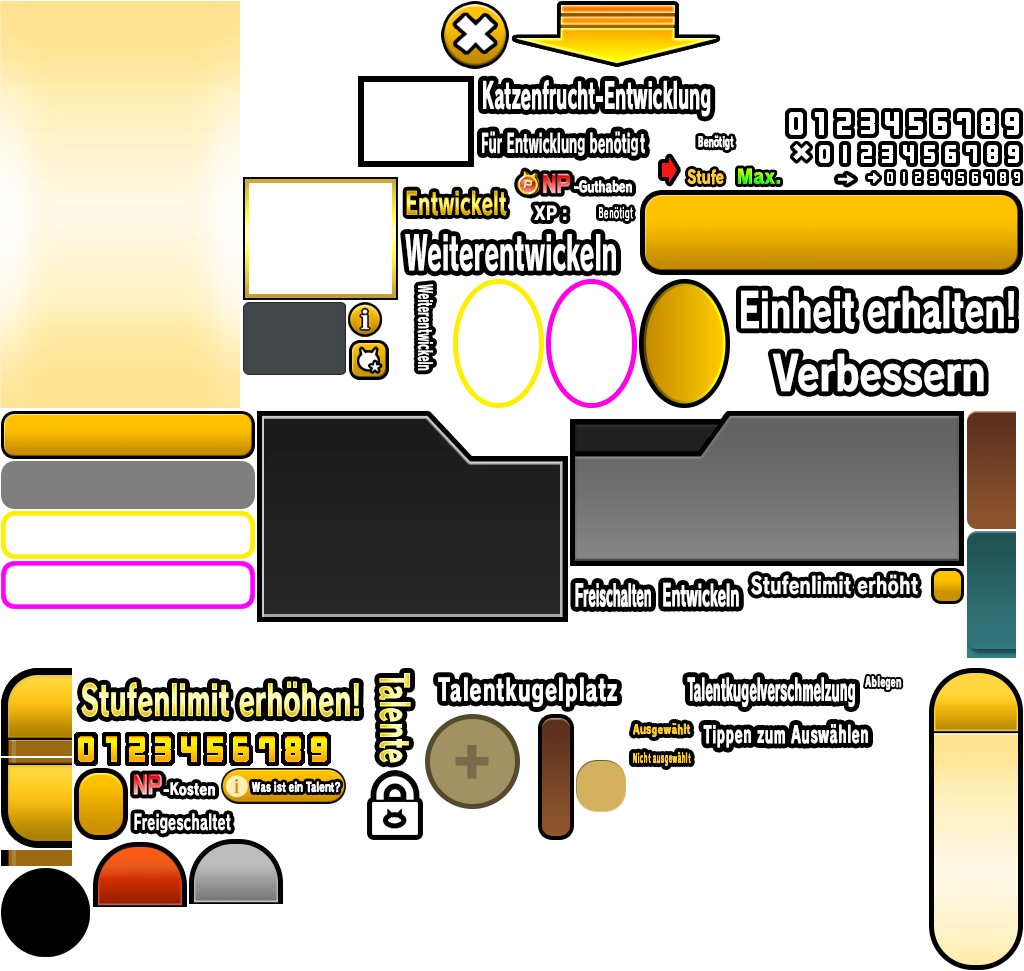 Katzenfrucht-Entwicklung
Für Entwicklung benötigt
Benötigt
0123456789
×0123456789
Stufe Max.
➔ ➔0123456789
NP-Guthaben
Entwickelt
XP:
Benötigt
Weiterentwickeln
Weiterentwickeln
i
Einheit erhalten!
Verbessern
Freischalten
Entwickeln
Stufenlimit erhöht
Stufenlimit erhöhen!
Talente
Talentkugelplatz
Talentkugelverschmelzung
Ablegen
0123456789
Ausgewählt
Tippen zum Auswählen
Nicht ausgewählt
NP-Kosten
i Was ist ein Talent?
Freigeschaltet